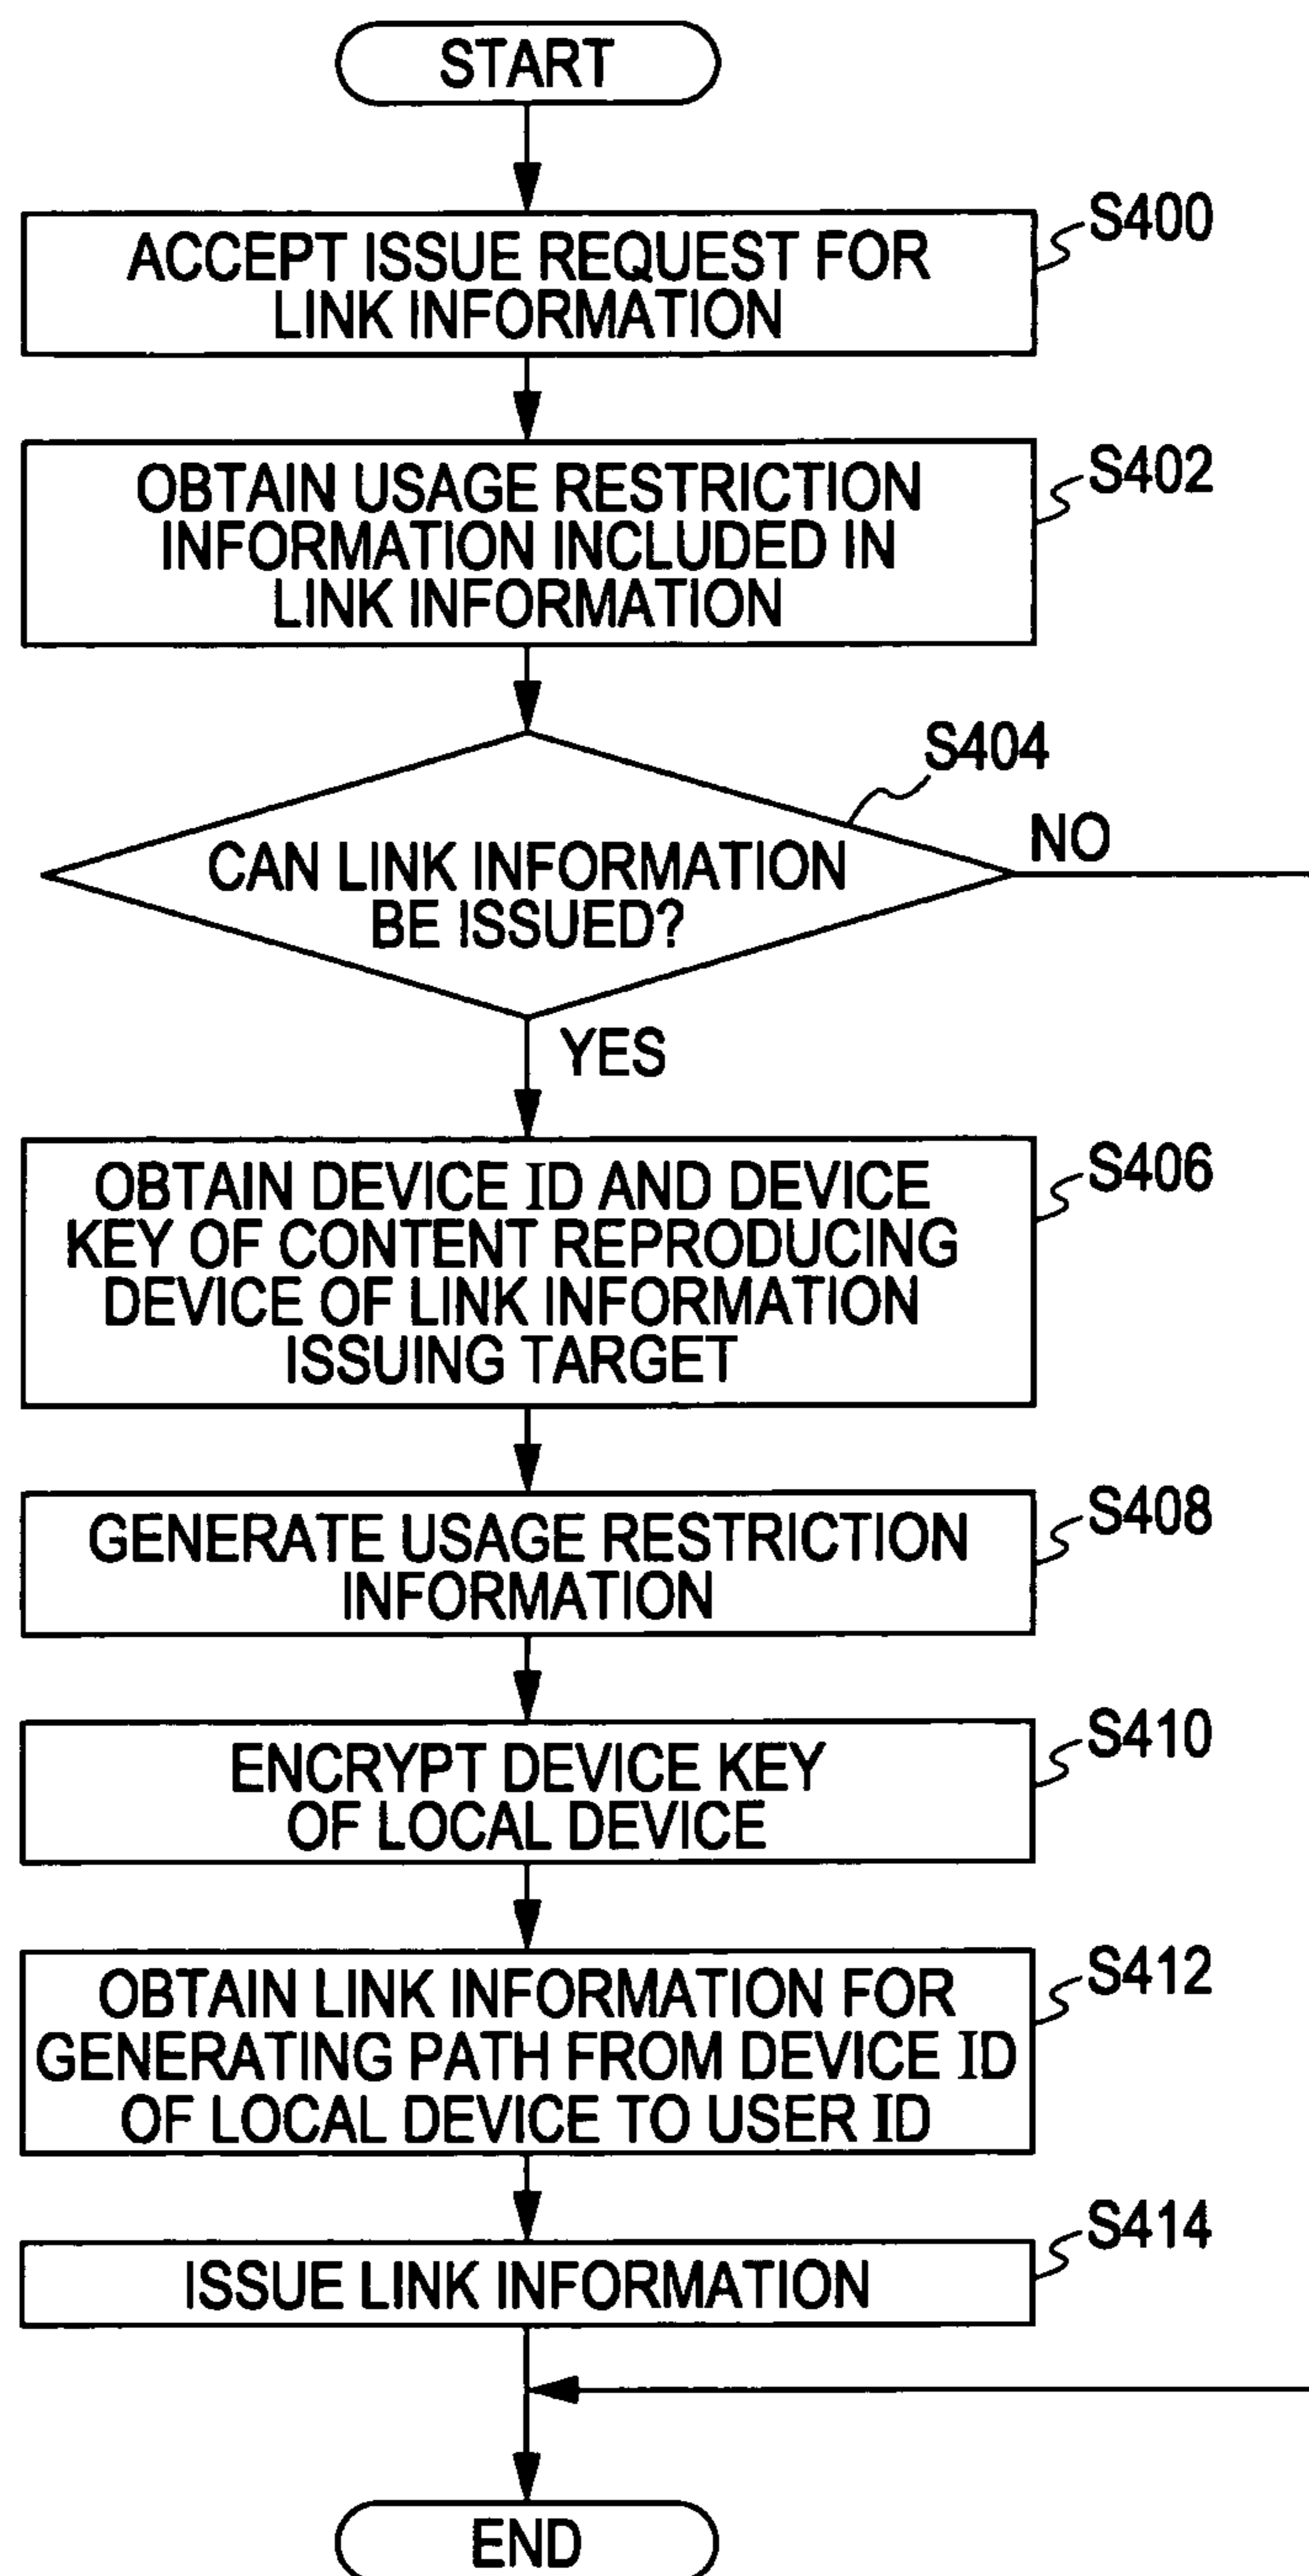 START
S400
ACCEPT ISSUE REQUEST FOR
LINK INFORMATION
S402
OBTAIN USAGE RESTRICTION
INFORMATION INCLUDED IN
LINK INFORMATION
S404
CAN LINK INFORMATION
BE ISSUED?
NO
YES
S406
OBTAIN DEVICE ID AND DEVICE
KEY OF CONTENT REPRODUCING
DEVICE OF LINK INFORMATION
ISSUING TARGET
S408
GENERATE USAGE RESTRICTION
INFORMATION
S410
ENCRYPT DEVICE KEY
OF LOCAL DEVICE
S412
OBTAIN LINK INFORMATION FOR
GENERATING PATH FROM DEVICE ID
OF LOCAL DEVICE TO USER ID
S414
ISSUE LINK INFORMATION
END